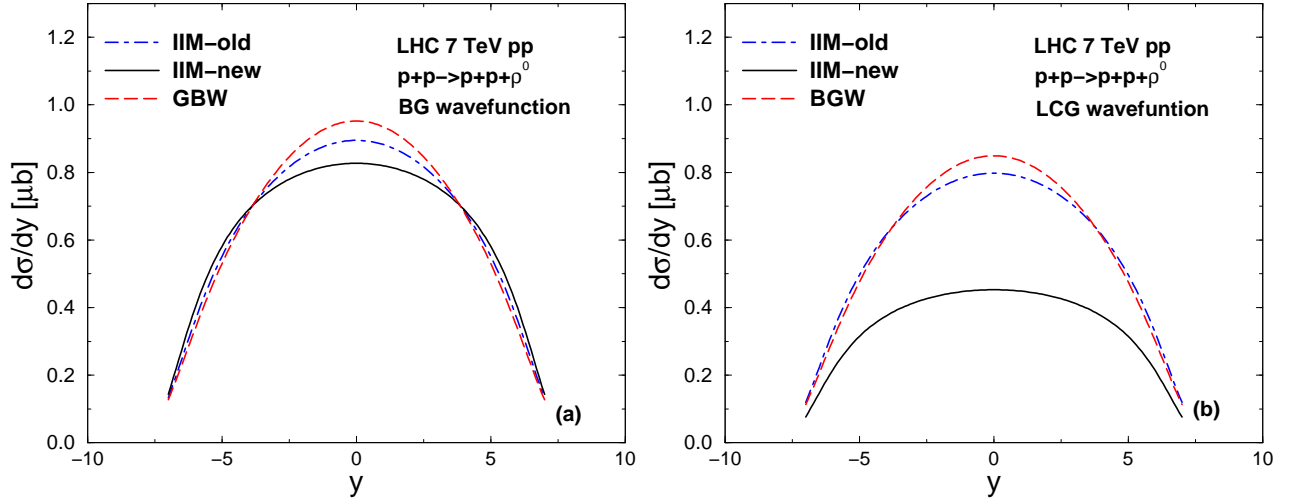 1.2
1.0
0.8
0.6
0.4
0.2
0.0
dσ/dy [μb]
IIM−old
IIM−new
GBW
LHC 7 TeV pp
p+p−>p+p+ρ⁰
BG wavefunction
(a)
−10
−5
0
5
10
y
1.2
1.0
0.8
0.6
0.4
0.2
0.0
dσ/dy [μb]
IIM−old
IIM−new
BGW
LHC 7 TeV pp
p+p−>p+p+ρ⁰
LCG wavefuntion
(b)
−10
−5
0
5
10
y